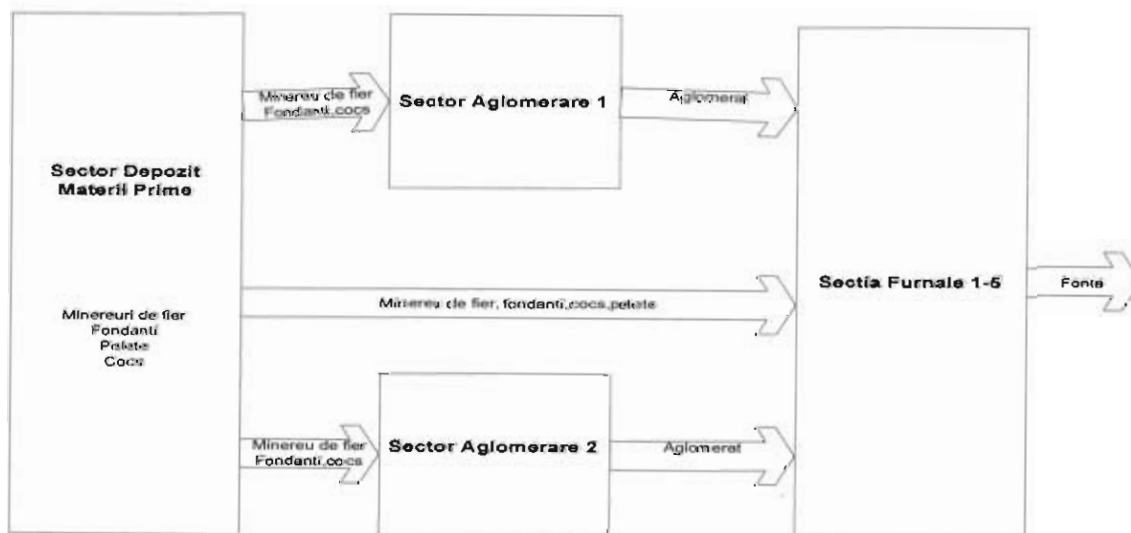 Sector Depozit
Materii Prime
Minereuri de fier
Fondanti
Pelete
Cocs
Minereu de fier
Fondanti,cocs
Sector Aglomerare 1
Aglomerat
Minereu de fier, fondanti,cocs,pelete
Minereu de fier
Fondanti,cocs
Sector Aglomerare 2
Aglomerat
Sectia Furnale 1-5
Fonta